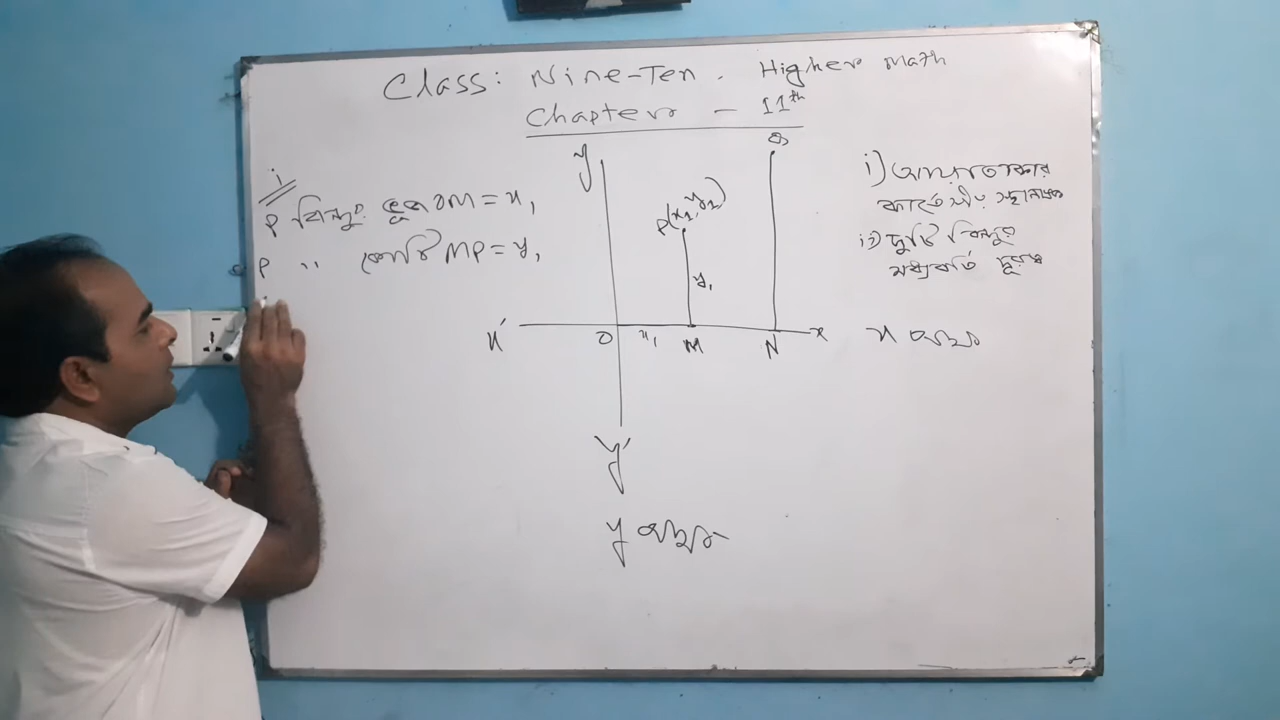 Class: Nine-Ten. Higher Math
Chapter - 11th
i
P বিন্দুর ভুজ OM = x₁
P ,, কোটি MP = y₁
y
Q
P(x₁, y₁)
y₁
x'
O
x₁
M
N
x
y'
y অক্ষ
i) আয়তাকার
কার্তেসীয় স্থানাঙ্ক
ii) দুটি বিন্দুর
মধ্যবর্তি দূরত্ব
x অক্ষ